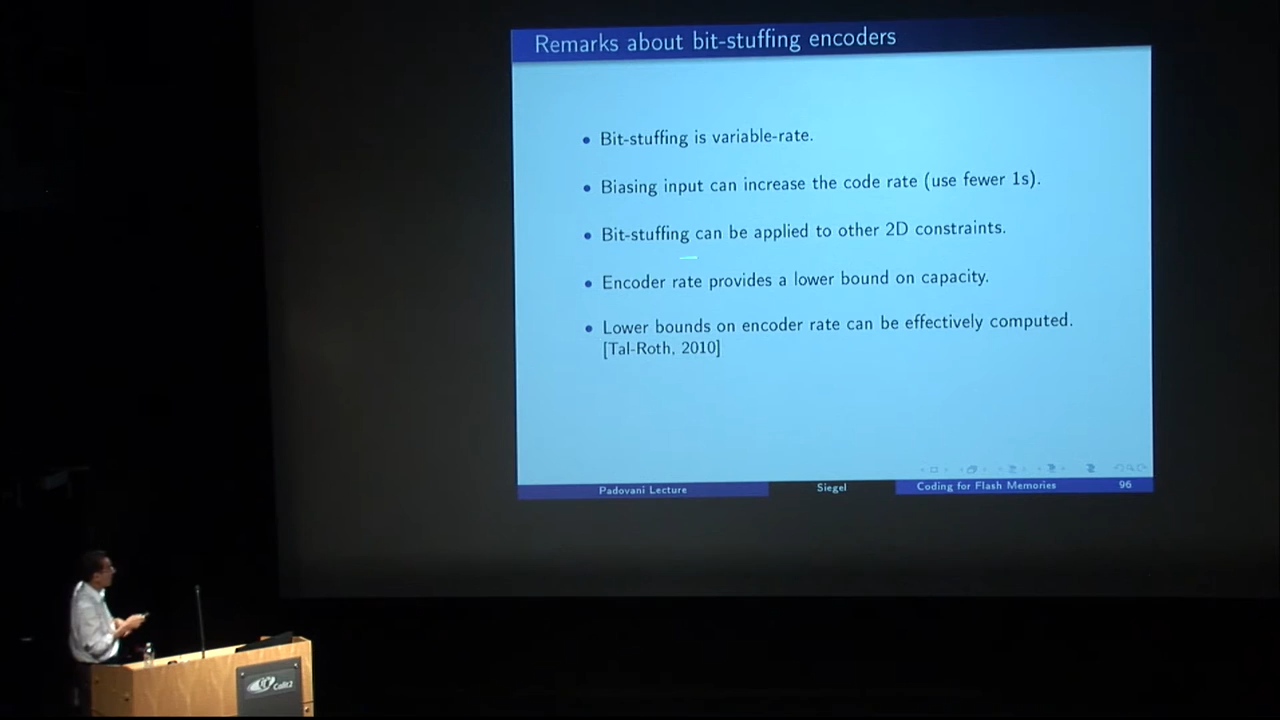 Remarks about bit-stuffing encoders
• Bit-stuffing is variable-rate.
• Biasing input can increase the code rate (use fewer 1s).
• Bit-stuffing can be applied to other 2D constraints.
• Encoder rate provides a lower bound on capacity.
• Lower bounds on encoder rate can be effectively computed.
[Tal-Roth, 2010]
Padovani Lecture Siegel Coding for Flash Memories 96
Calit2